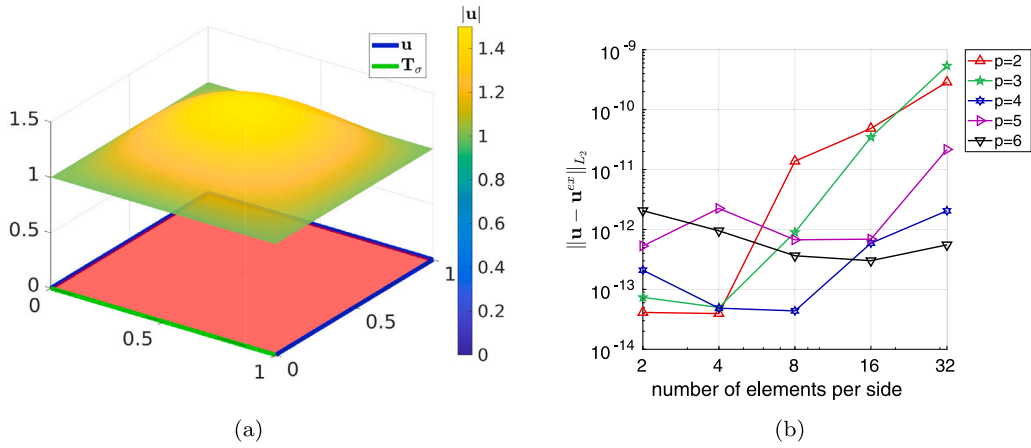 |u|
u
T_σ
1.5
1
0.5
0
0
0.5
1
0
0.5
1
1.4
1.2
1
0.8
0.6
0.4
0.2
0
(a)
10^-9
10^-10
10^-11
10^-12
10^-13
10^-14
||u − u^ex||_L_2
2
4
8
16
32
number of elements per side
p=2
p=3
p=4
p=5
p=6
(b)